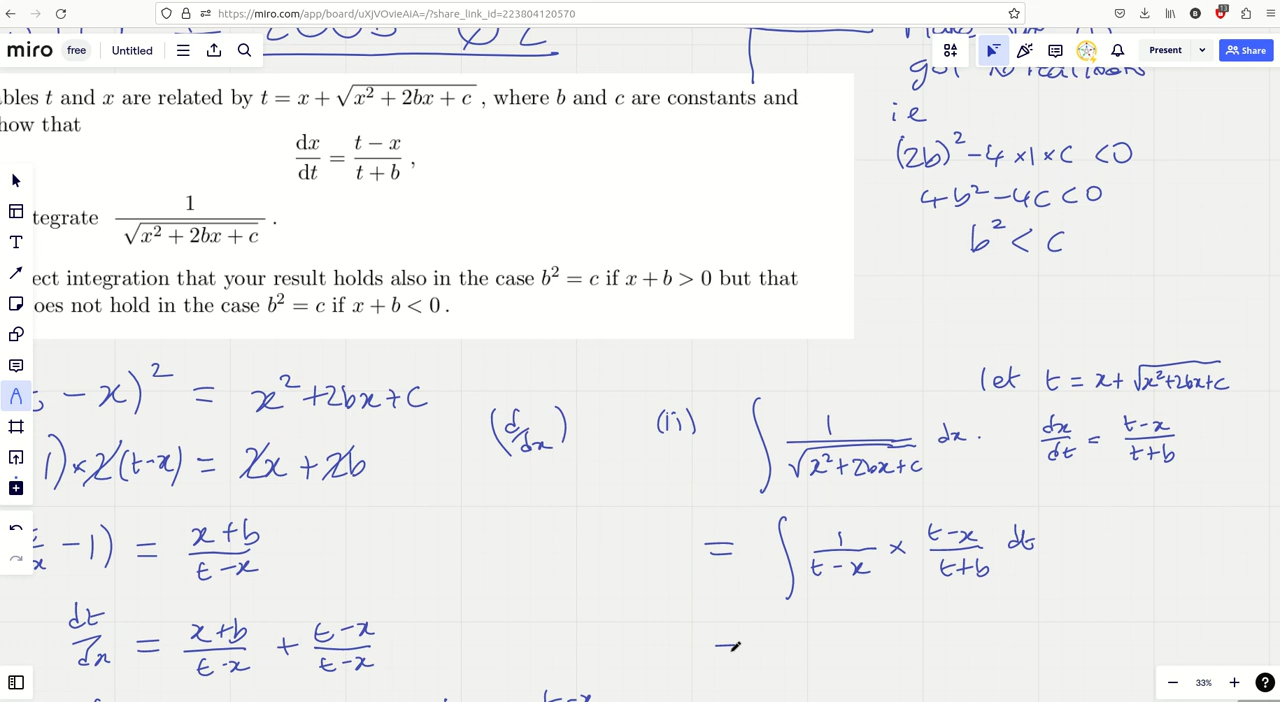 https://miro.com/app/board/uXJVOvieAIA=/?share_link_id=223804120570
miro free Untitled
Present Share
i e
(2b)² - 4 × 1 × c < 0
4b² - 4c < 0
b² < c
bles t and x are related by t = x + √(x² + 2bx + c) , where b and c are constants and
how that
dx/dt = (t − x)/(t + b) ,
tegrate 1/√(x² + 2bx + c) .
ect integration that your result holds also in the case b² = c if x + b > 0 but that
oes not hold in the case b² = c if x + b < 0 .
- x)² = x² + 2bx + c
(d/dx)
1) × 2(t-x) = 2x + 2b
- 1) = (x+b)/(t-x)
dt/dx = (x+b)/(t-x) + (t-x)/(t-x)
t-x
let t = x + √(x²+2bx+c)
(ii) ∫ 1/√(x²+2bx+c) dx. dx/dt = (t-x)/(t+b)
= ∫ 1/(t-x) × (t-x)/(t+b) dt
33%